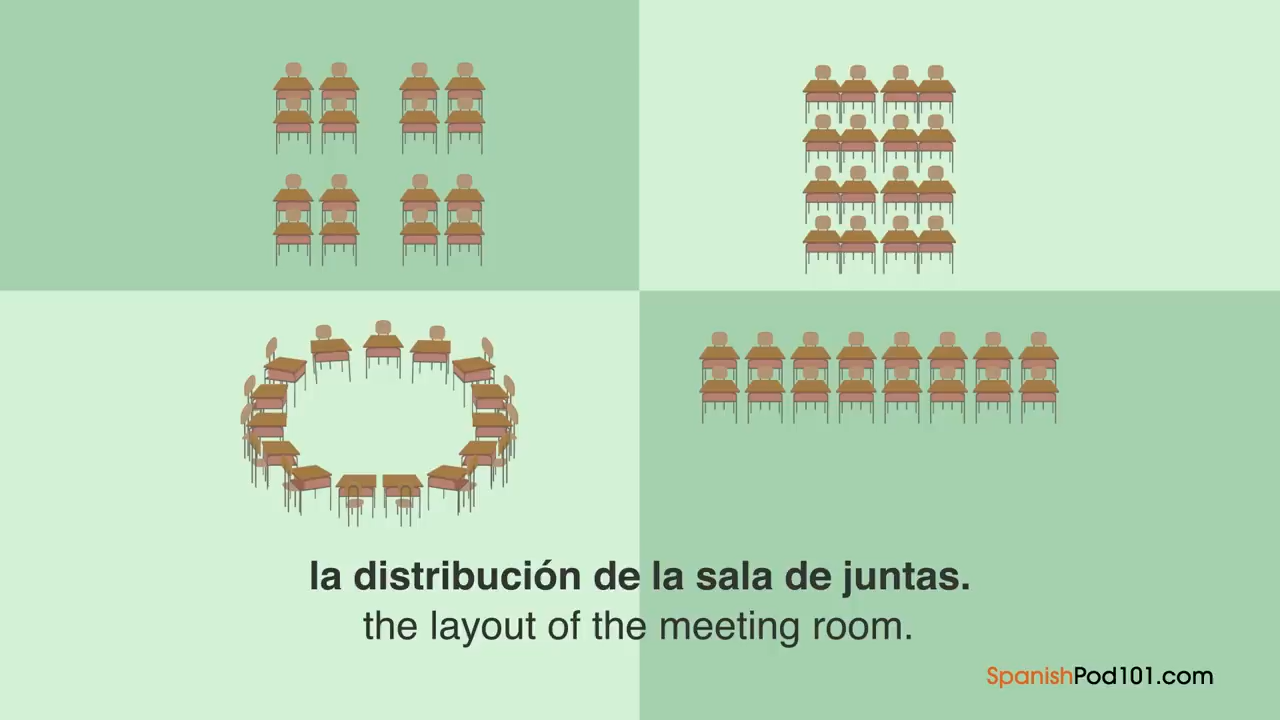 la distribución de la sala de juntas.
the layout of the meeting room.
SpanishPod101.com